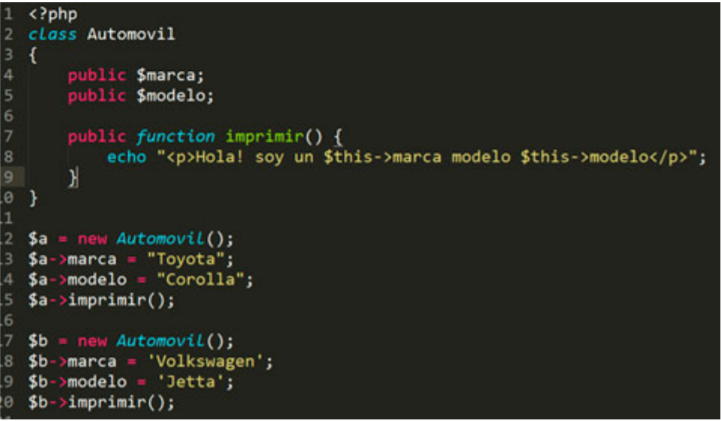 1 <?php
2 class Automovil
3 {
4 public $marca;
5 public $modelo;
6
7 public function imprimir() {
8 echo "<p>Hola! soy un $this->marca modelo $this->modelo</p>";
9 }
0 }
1
2 $a = new Automovil();
3 $a->marca = "Toyota";
4 $a->modelo = "Corolla";
5 $a->imprimir();
6
7 $b = new Automovil();
8 $b->marca = 'Volkswagen';
9 $b->modelo = 'Jetta';
0 $b->imprimir();